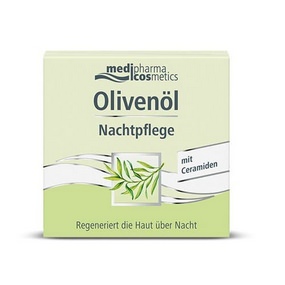 medipharma
cosmetics
Olivenöl
Nachtpflege
mit
Ceramiden
Regeneriert die Haut über Nacht